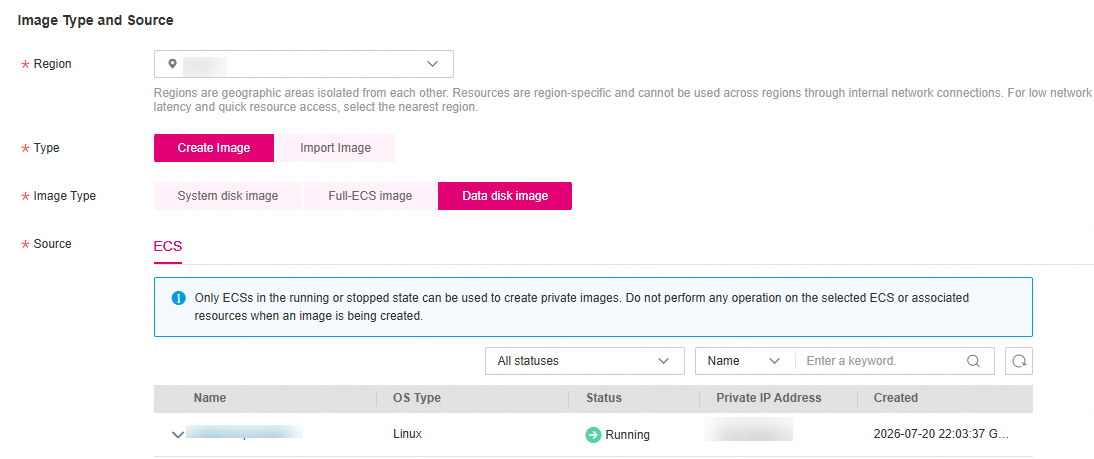 Image Type and Source
* Region
Regions are geographic areas isolated from each other. Resources are region-specific and cannot be used across regions through internal network connections. For low network
latency and quick resource access, select the nearest region.
* Type Create Image Import Image
* Image Type System disk image Full-ECS image Data disk image
* Source ECS
Only ECSs in the running or stopped state can be used to create private images. Do not perform any operation on the selected ECS or associated
resources when an image is being created.
All statuses Name Enter a keyword.
Name OS Type Status Private IP Address Created
Linux Running 2026-07-20 22:03:37 G...